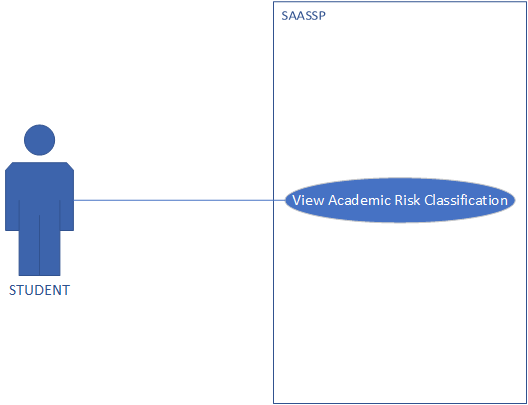 SAASSP
View Academic Risk Classification
STUDENT